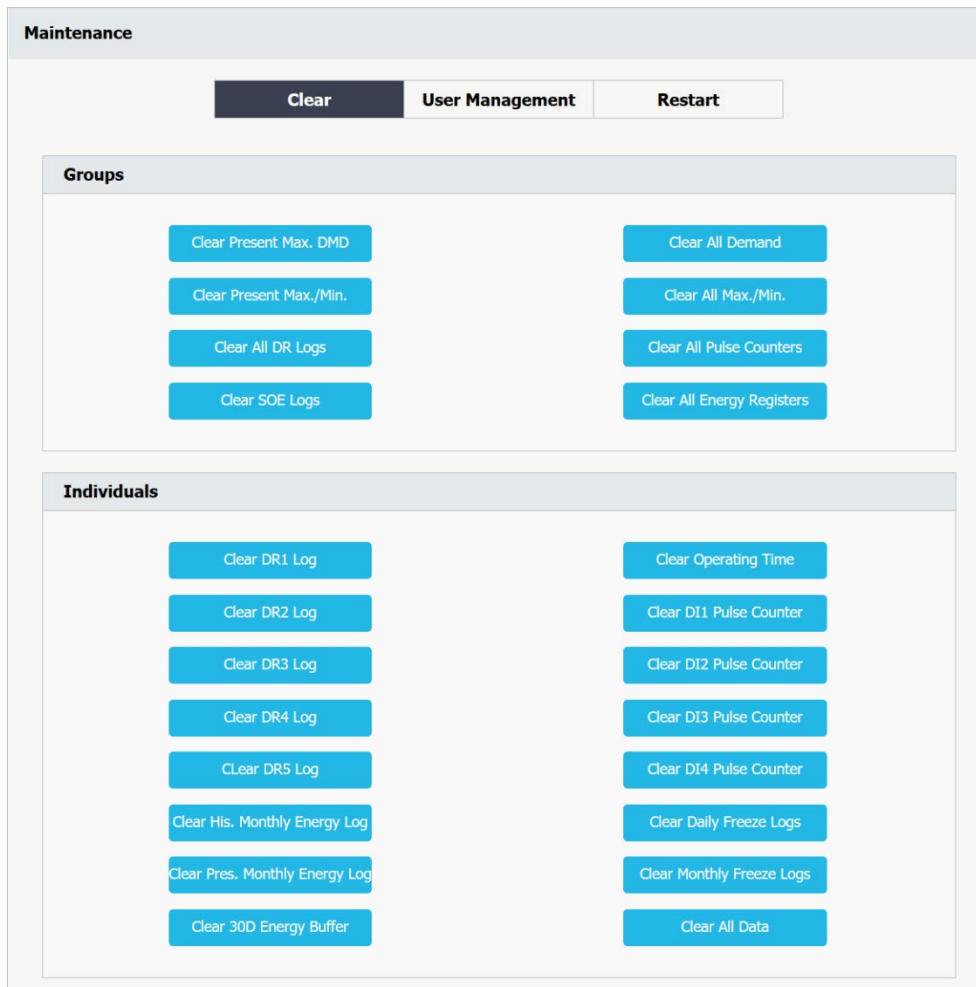 Maintenance
Clear User Management Restart
Groups
Clear Present Max. DMD Clear All Demand
Clear Present Max./Min. Clear All Max./Min.
Clear All DR Logs Clear All Pulse Counters
Clear SOE Logs Clear All Energy Registers
Individuals
Clear DR1 Log Clear Operating Time
Clear DR2 Log Clear DI1 Pulse Counter
Clear DR3 Log Clear DI2 Pulse Counter
Clear DR4 Log Clear DI3 Pulse Counter
CLear DR5 Log Clear DI4 Pulse Counter
Clear His. Monthly Energy Log Clear Daily Freeze Logs
Clear Pres. Monthly Energy Log Clear Monthly Freeze Logs
Clear 30D Energy Buffer Clear All Data